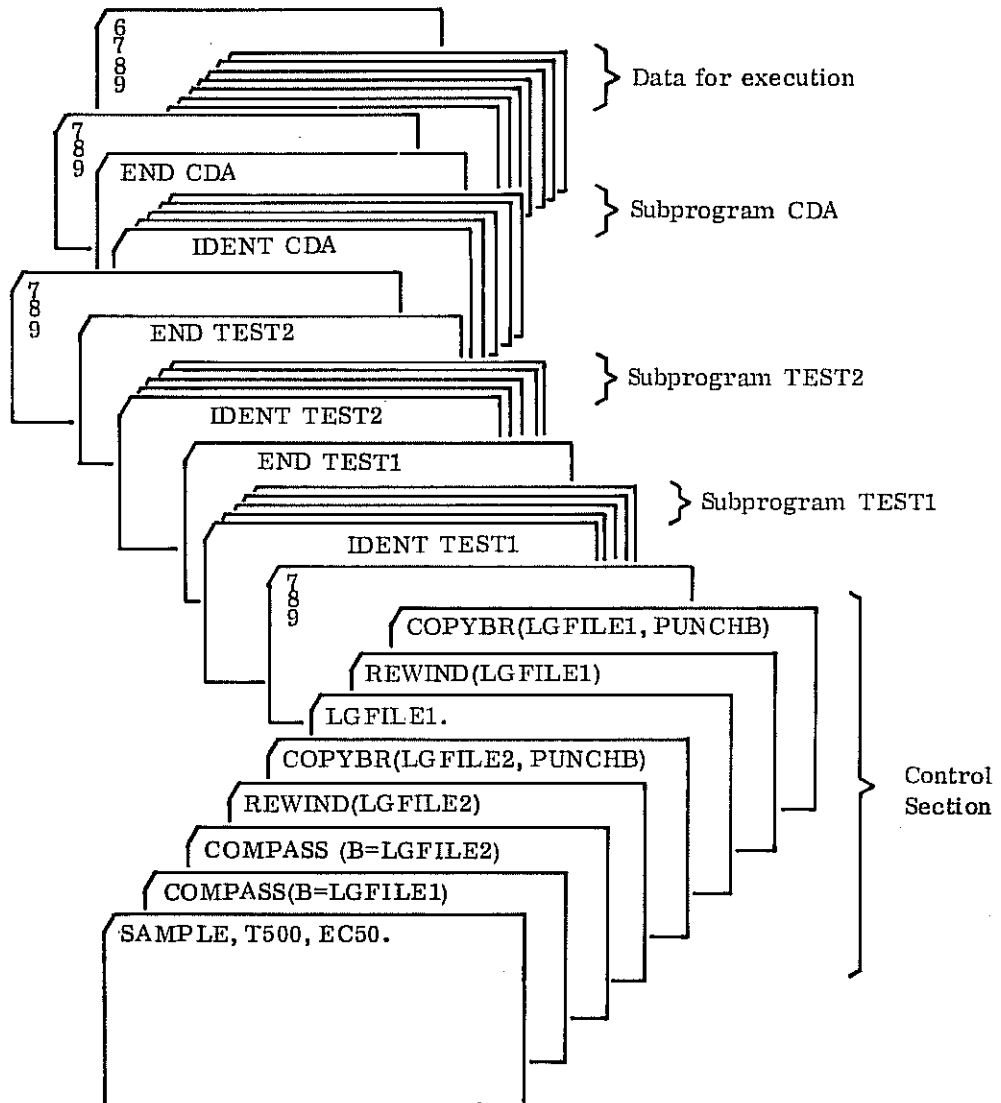 6
7
8
9
Data for execution
7
8
9
END CDA
Subprogram CDA
IDENT CDA
7
8
9
END TEST2
Subprogram TEST2
IDENT TEST2
END TEST1
Subprogram TEST1
IDENT TEST1
7
8
9
COPYBR(LGFILE1, PUNCHB)
REWIND(LGFILE1)
LGFILE1.
COPYBR(LGFILE2, PUNCHB)
REWIND(LGFILE2)
COMPASS (B=LGFILE2)
COMPASS(B=LGFILE1)
SAMPLE, T500, EC50.
Control
Section